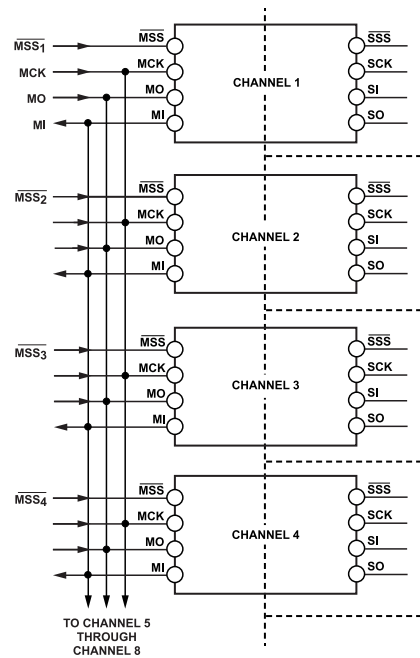 MSS1 MSS SSS
MCK MCK CHANNEL 1 SCK
MO MO SI
MI MI SO
MSS2 MSS SSS
MCK CHANNEL 2 SCK
MO SI
MI SO
MSS3 MSS SSS
MCK CHANNEL 3 SCK
MO SI
MI SO
MSS4 MSS SSS
MCK CHANNEL 4 SCK
MO SI
MI SO
TO CHANNEL 5
THROUGH
CHANNEL 8